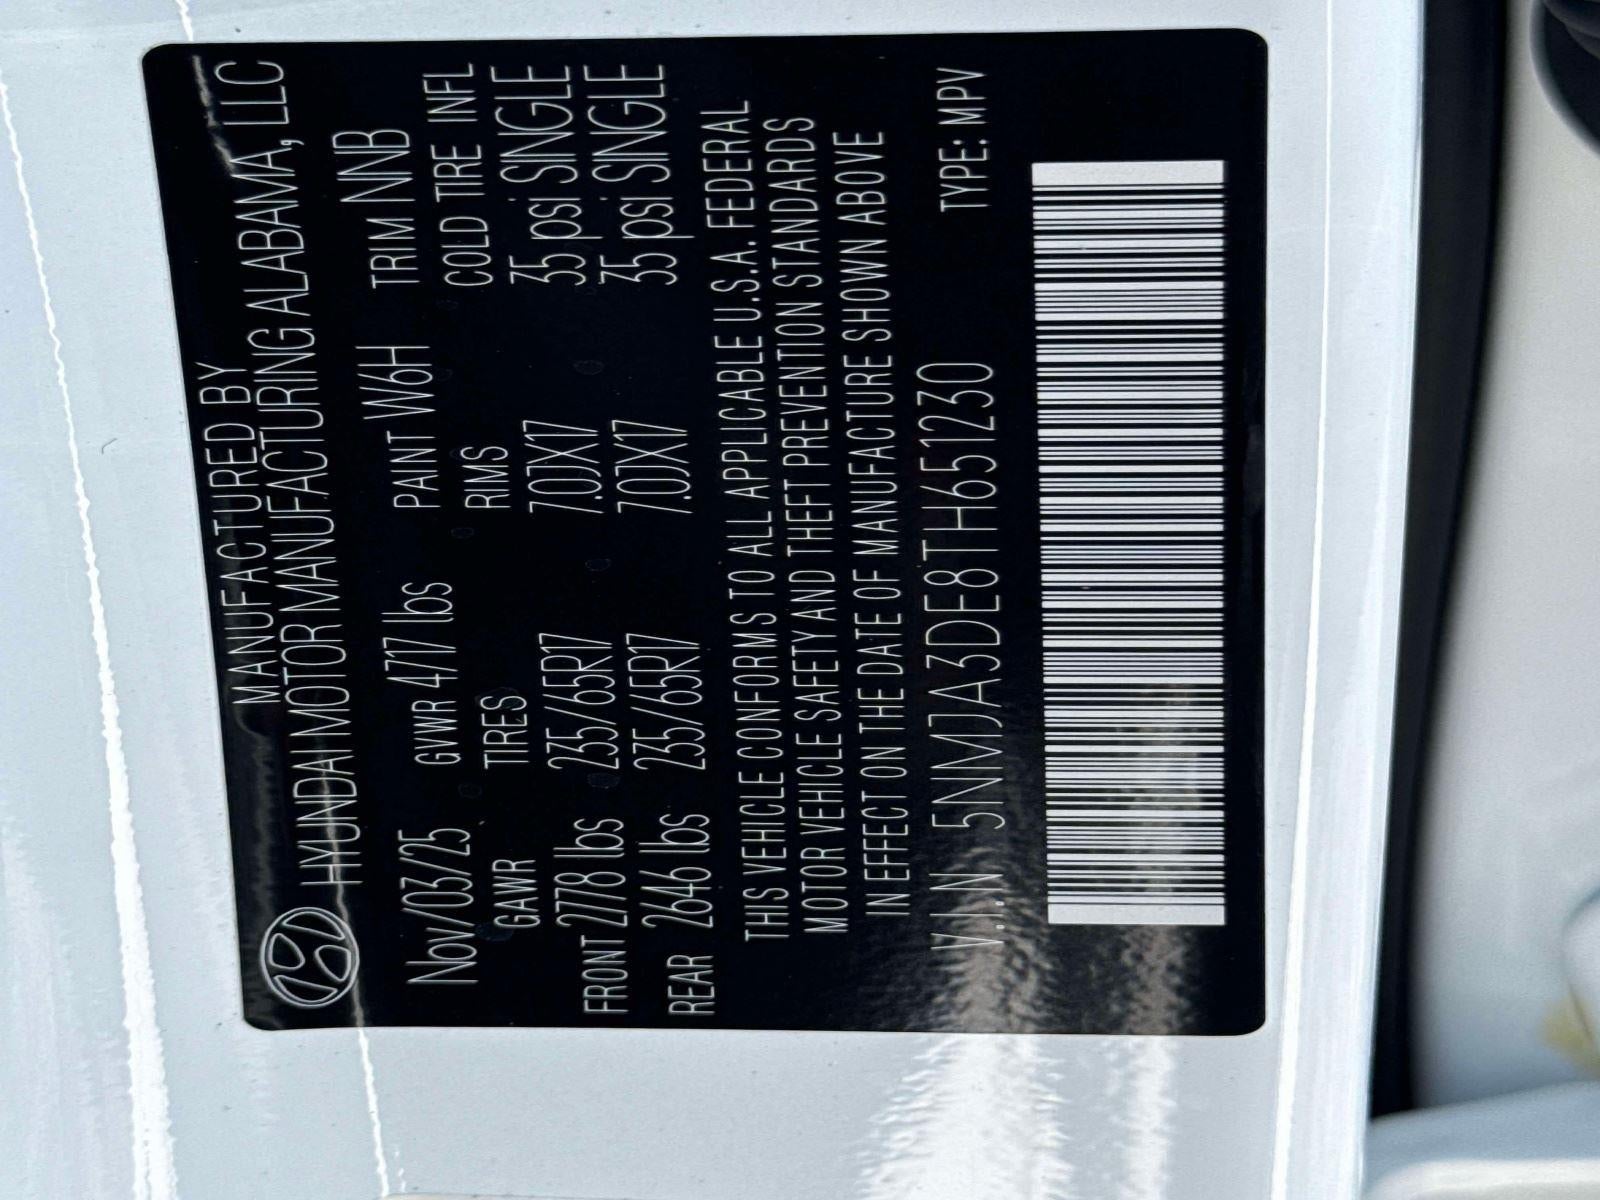 MANUFACTURED BY
HYUNDAI MOTOR MANUFACTURING ALABAMA, LLC
Nov/03/25 GVWR 4717 lbs PAINT W6H TRIM NNB
GAWR TIRES RIMS COLD TIRE INFL
FRONT 2778 lbs 235/65R17 7.0JX17 35 psi SINGLE
REAR 2646 lbs 235/65R17 7.0JX17 35 psi SINGLE
THIS VEHICLE CONFORMS TO ALL APPLICABLE U.S.A. FEDERAL
MOTOR VEHICLE SAFETY AND THEFT PREVENTION STANDARDS
IN EFFECT ON THE DATE OF MANUFACTURE SHOWN ABOVE
V.I.N 5NMJA3DE8TH651230 TYPE: MPV